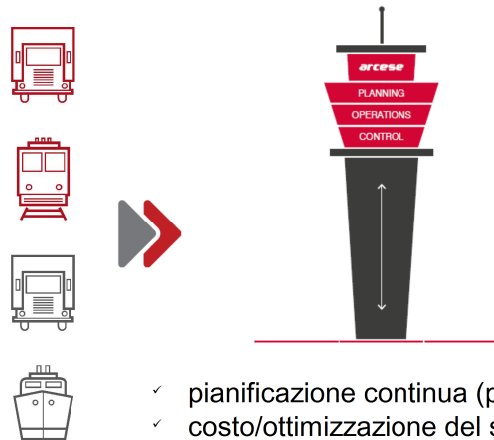 arcese
PLANNING
OPERATIONS
CONTROL
pianificazione continua (p
costo/ottimizzazione del s